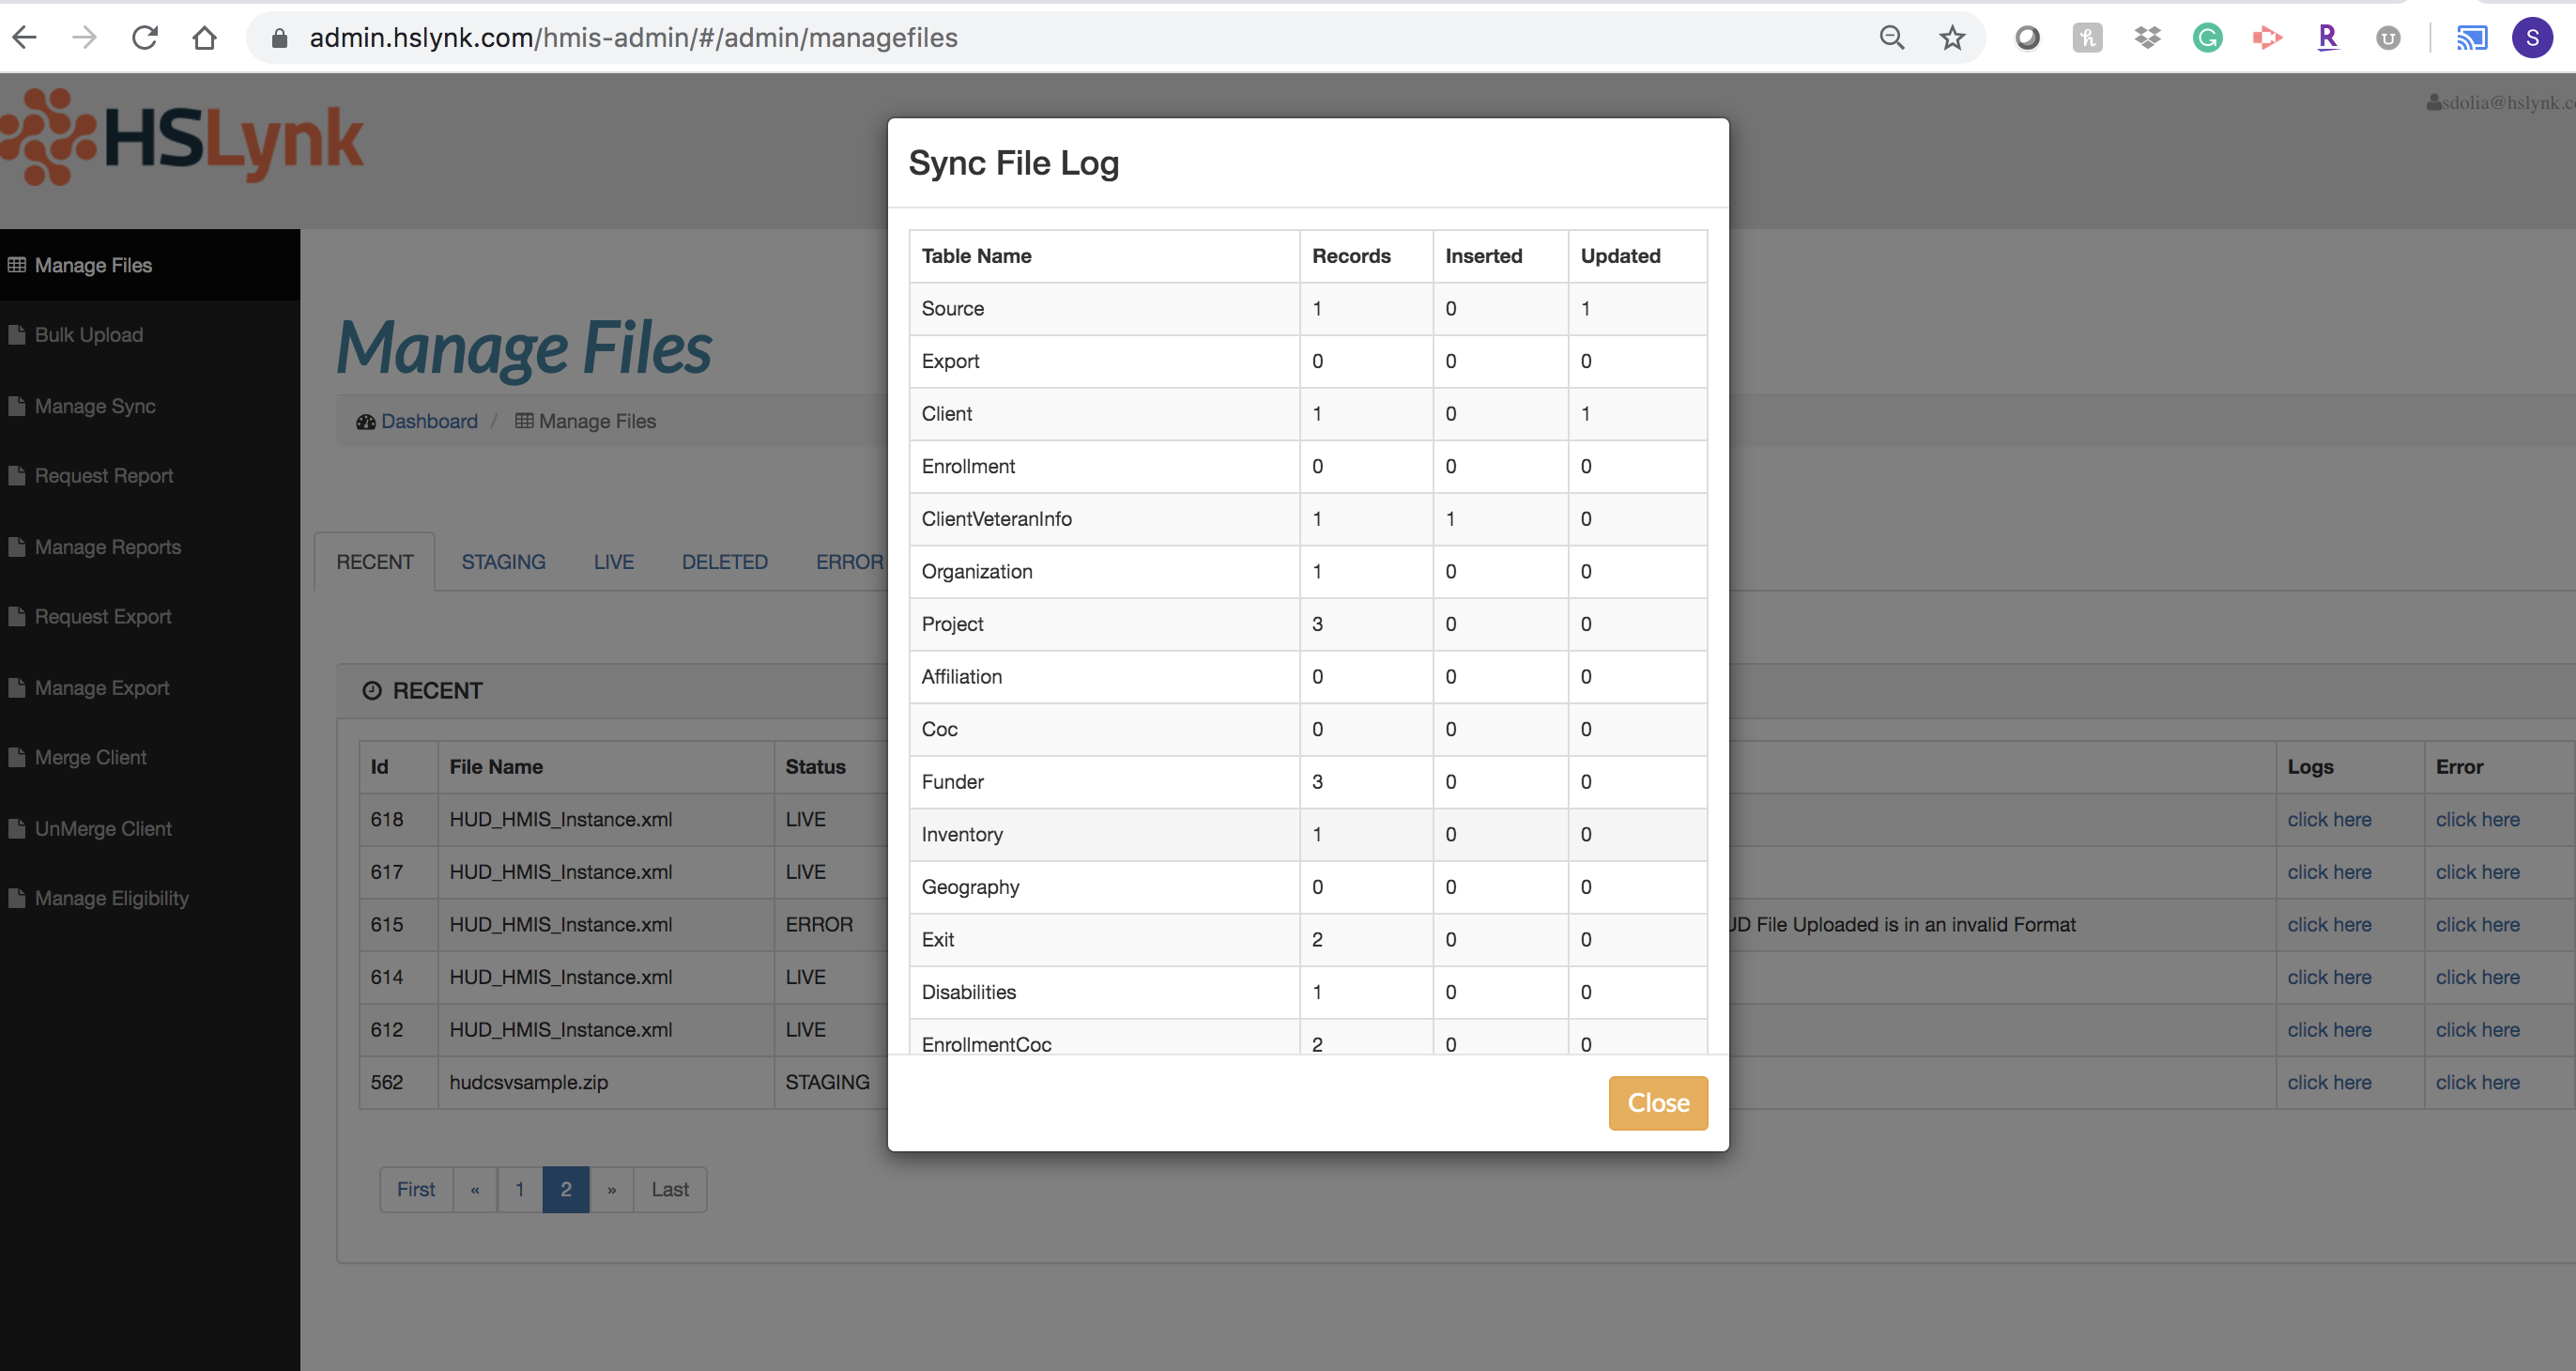 admin.hslynk.com/hmis-admin/#/admin/managefiles
S
HSLynk
sdolia@hslynk.c
Manage Files
Bulk Upload
Manage Sync
Request Report
Manage Reports
Request Export
Manage Export
Merge Client
UnMerge Client
Manage Eligibility
Manage Files
Dashboard / Manage Files
RECENT STAGING LIVE DELETED ERROR
RECENT
Id File Name Status Logs Error
618 HUD_HMIS_Instance.xml LIVE click here click here
617 HUD_HMIS_Instance.xml LIVE click here click here
615 HUD_HMIS_Instance.xml ERROR UD File Uploaded is in an invalid Format click here click here
614 HUD_HMIS_Instance.xml LIVE click here click here
612 HUD_HMIS_Instance.xml LIVE click here click here
562 hudcsvsample.zip STAGING click here click here
First « 1 2 » Last
Sync File Log
Table Name Records Inserted Updated
Source 1 0 1
Export 0 0 0
Client 1 0 1
Enrollment 0 0 0
ClientVeteranInfo 1 1 0
Organization 1 0 0
Project 3 0 0
Affiliation 0 0 0
Coc 0 0 0
Funder 3 0 0
Inventory 1 0 0
Geography 0 0 0
Exit 2 0 0
Disabilities 1 0 0
EnrollmentCoc 2 0 0
Close